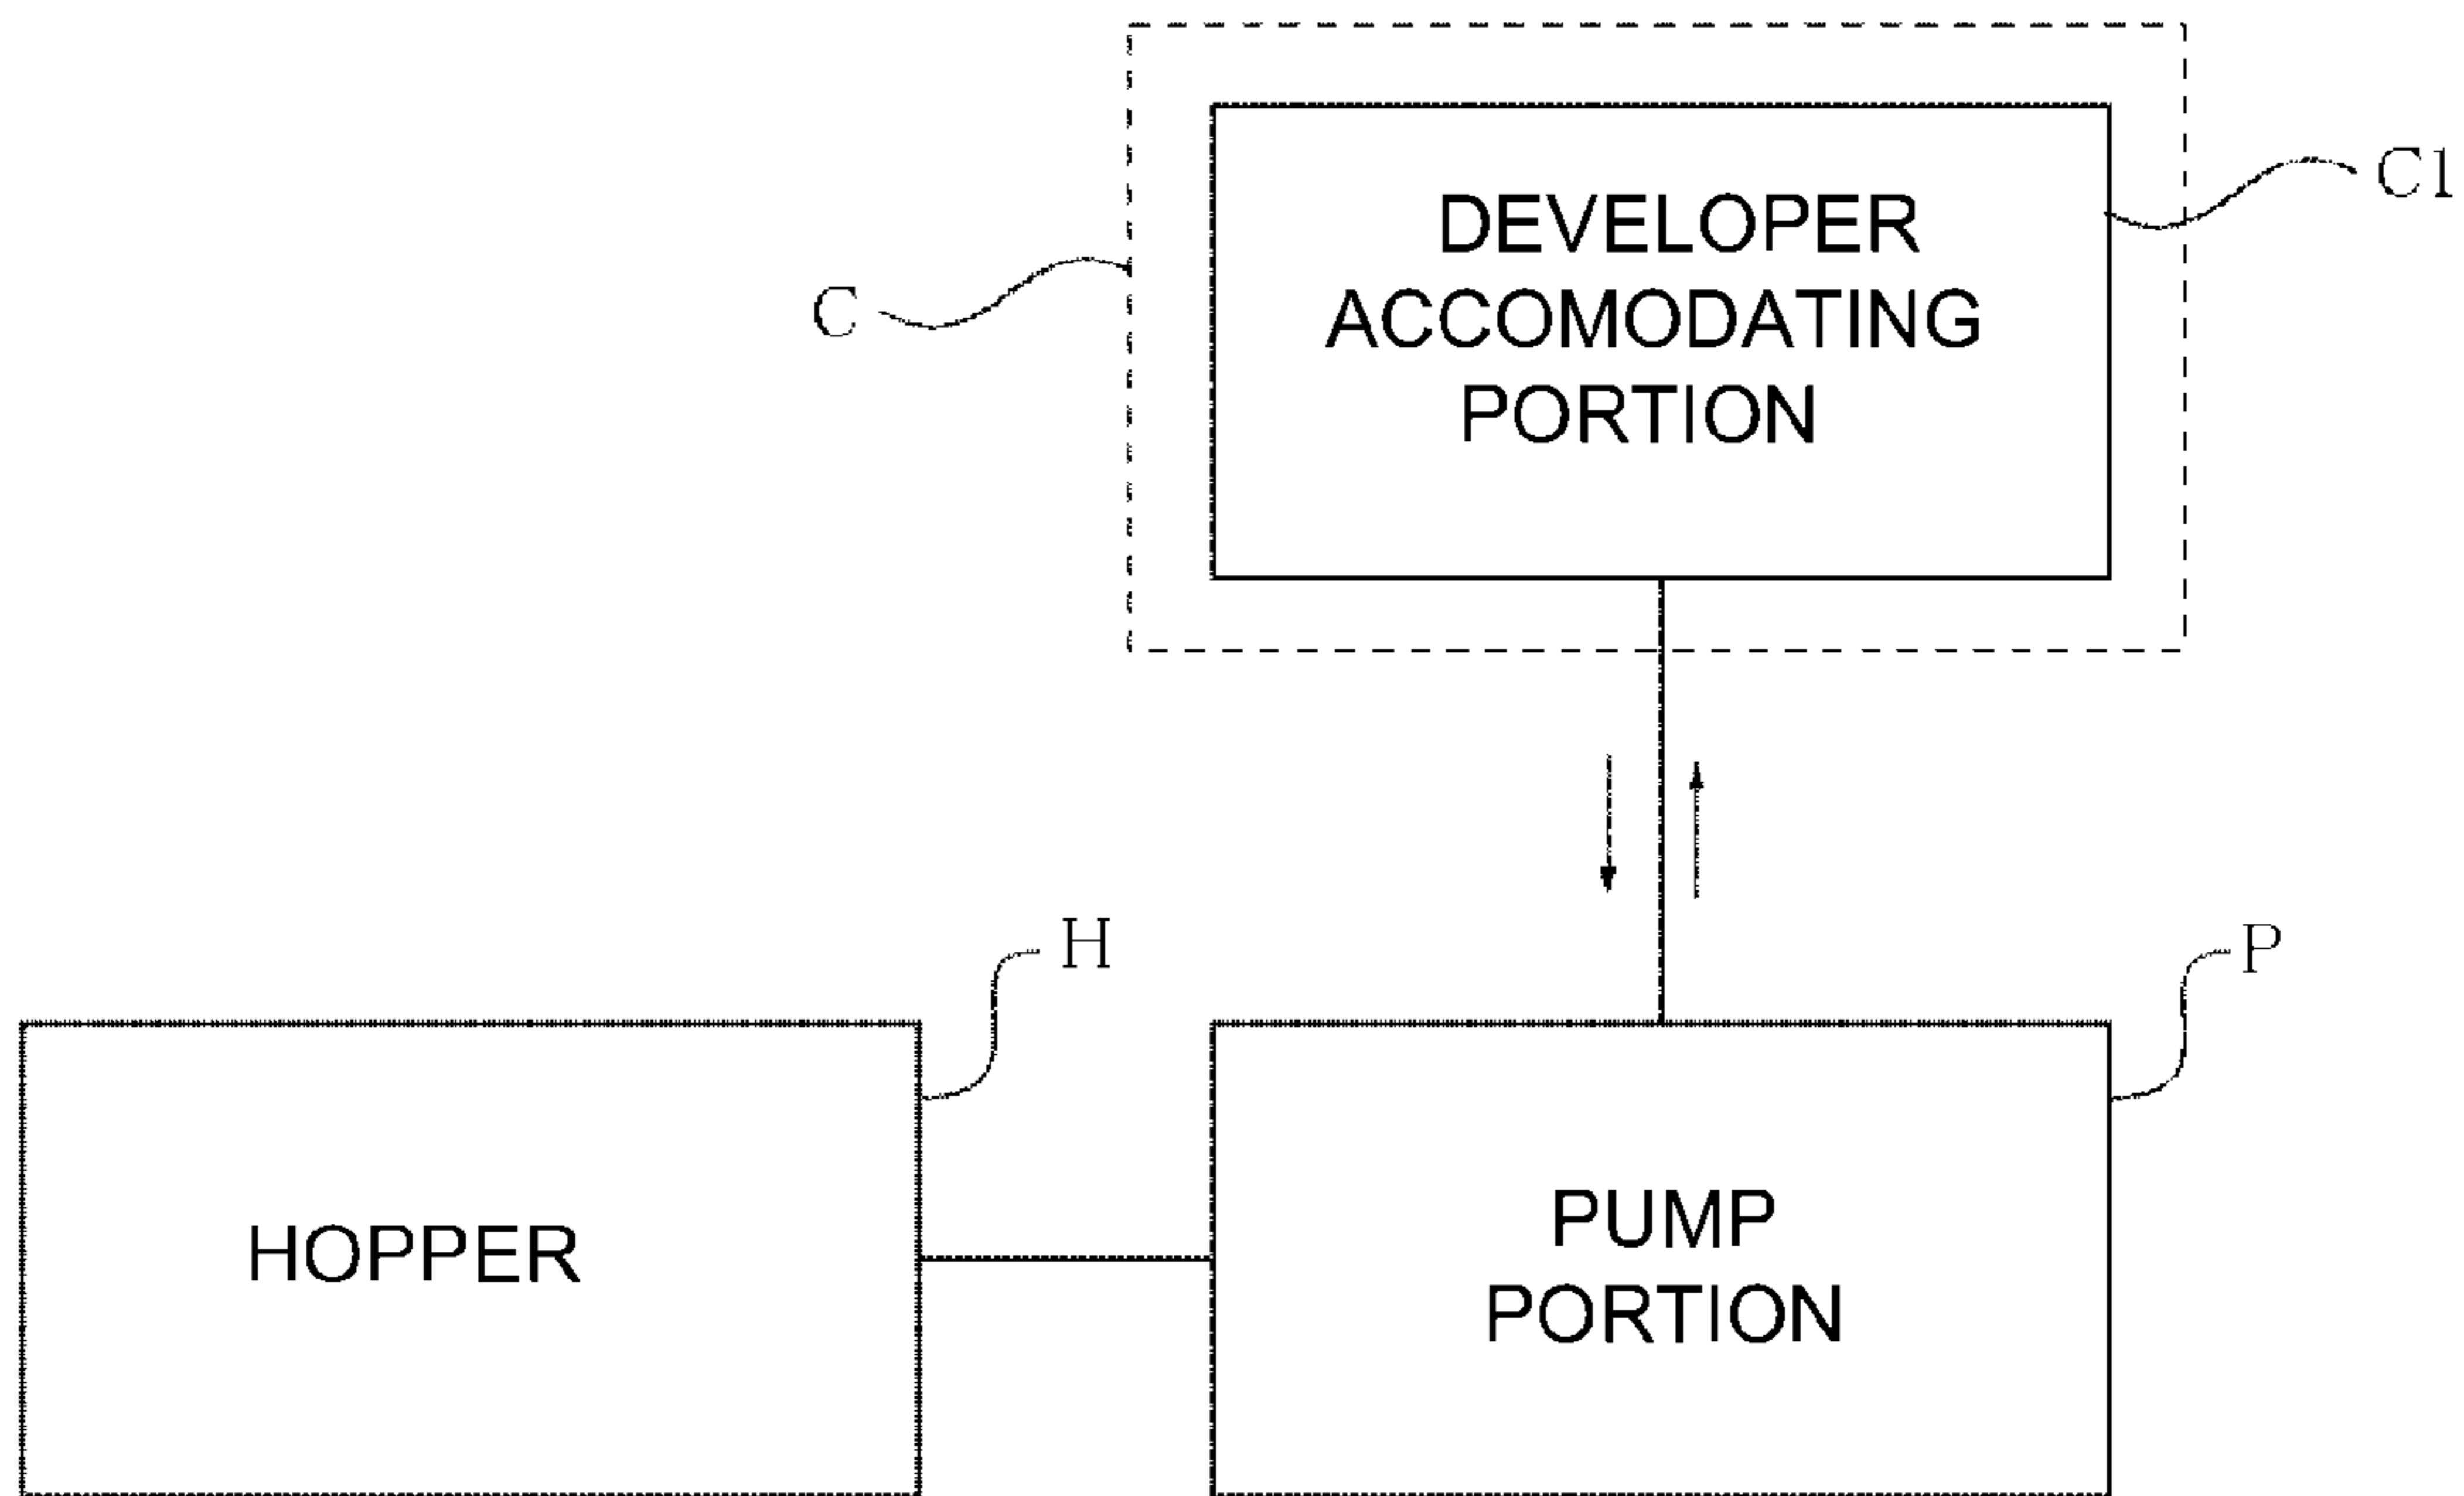 C1
DEVELOPER
ACCOMODATING
PORTION
C
H
P
HOPPER
PUMP
PORTION